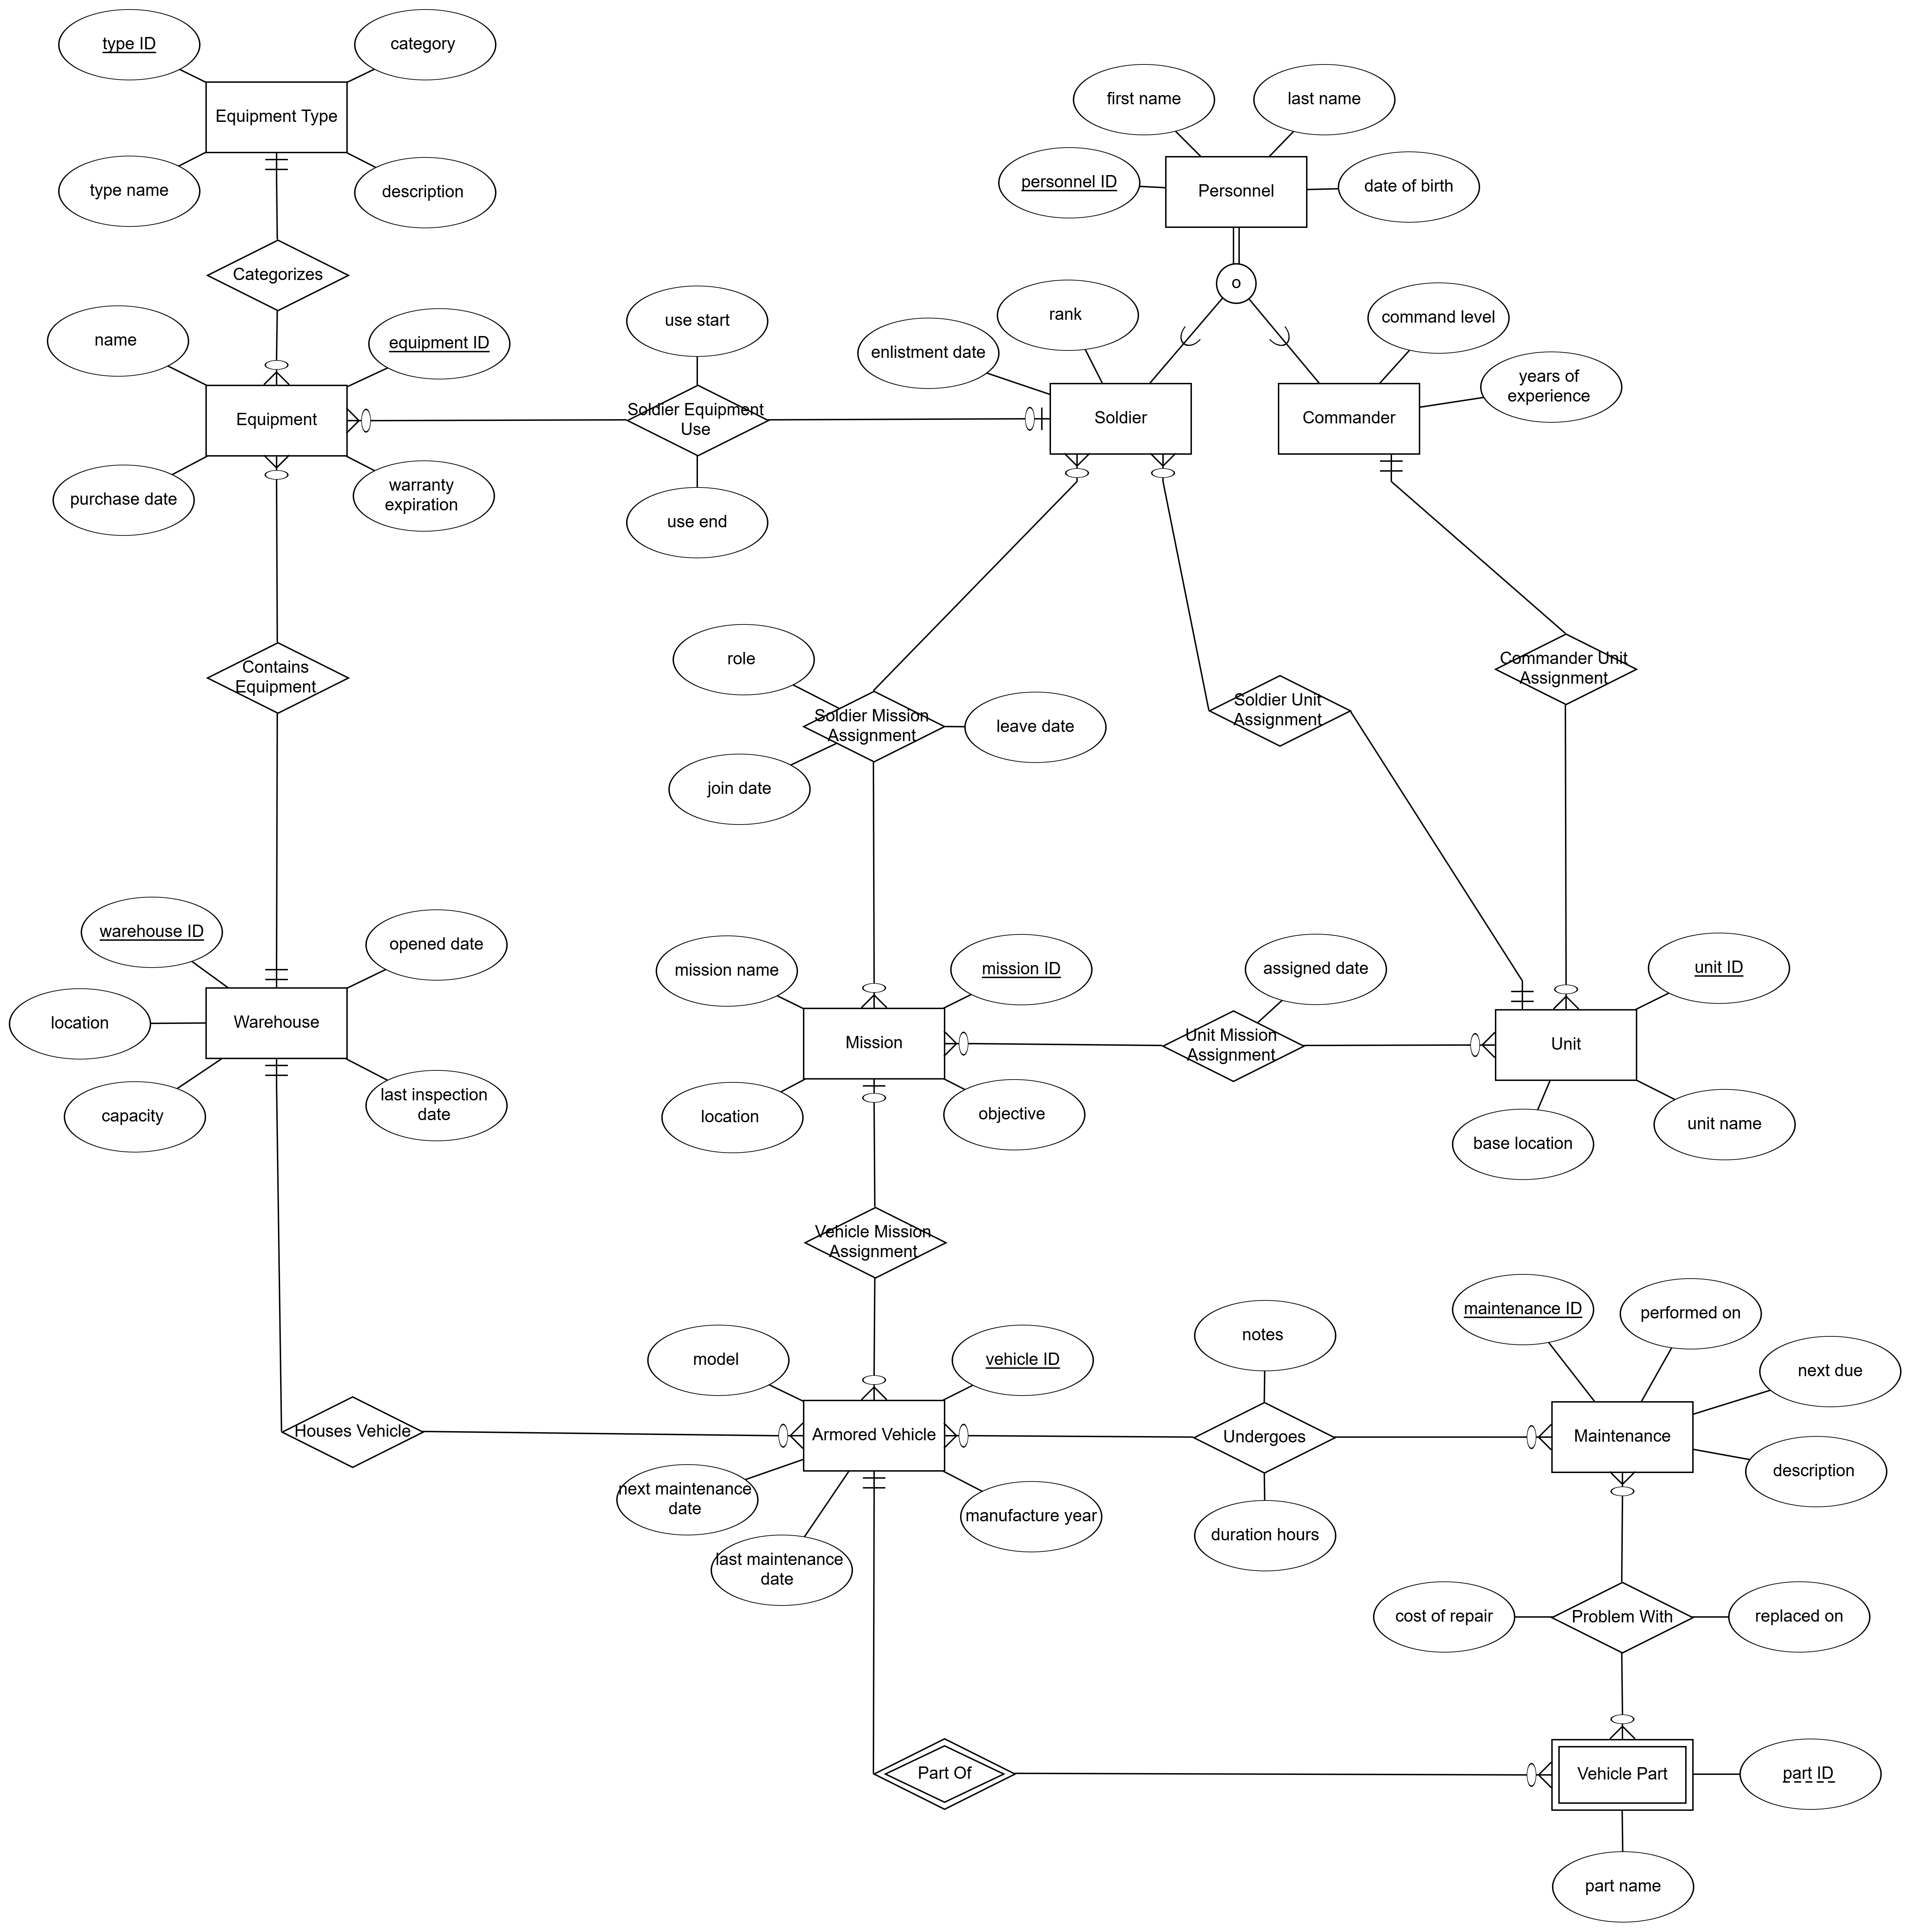 type ID
category
Equipment Type
type name
description
Categorizes
name
equipment ID
Equipment
purchase date
warranty
expiration
use start
Soldier Equipment
Use
use end
first name
last name
personnel ID
Personnel
date of birth
o
rank
enlistment date
Soldier
command level
Commander
years of
experience
Contains
Equipment
role
Soldier Mission
Assignment
leave date
join date
Soldier Unit
Assignment
Commander Unit
Assignment
warehouse ID
opened date
location
Warehouse
capacity
last inspection
date
mission name
mission ID
Mission
location
objective
assigned date
Unit Mission
Assignment
unit ID
Unit
base location
unit name
Vehicle Mission
Assignment
Houses Vehicle
model
vehicle ID
Armored Vehicle
next maintenance
date
last maintenance
date
manufacture year
notes
Undergoes
duration hours
maintenance ID
performed on
next due
Maintenance
description
cost of repair
Problem With
replaced on
Part Of
Vehicle Part
part ID
part name